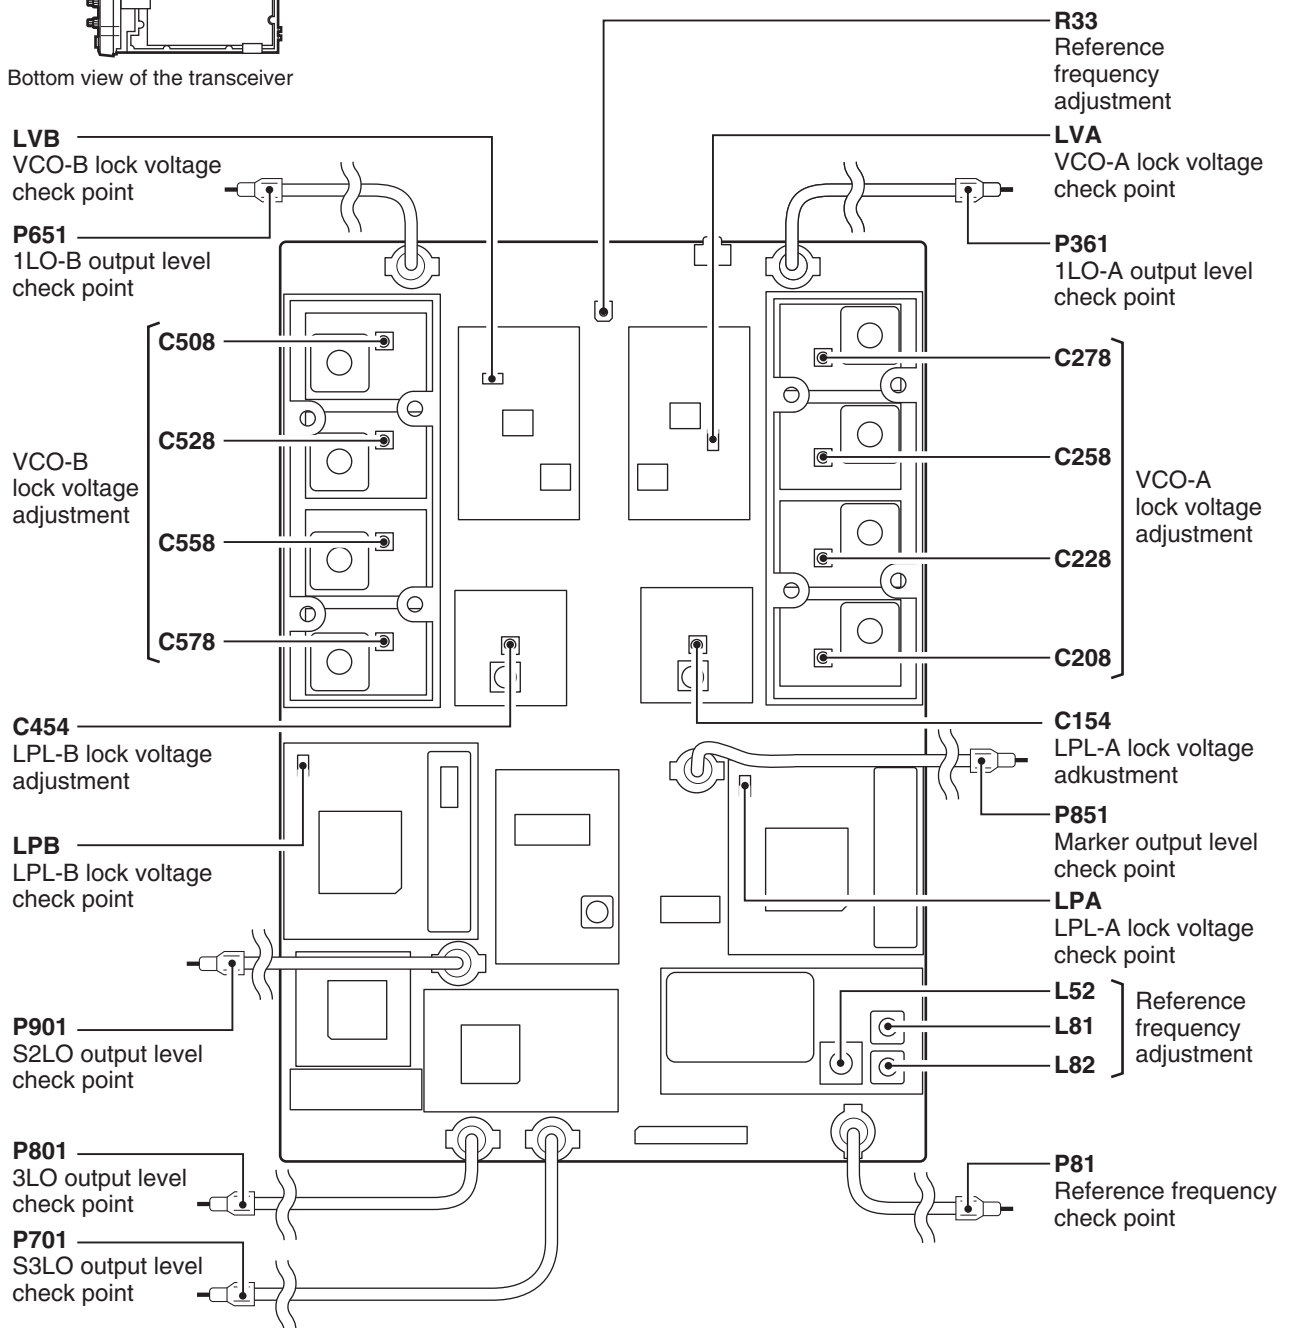 Bottom view of the transceiver
LVB
VCO-B lock voltage
check point
P651
1LO-B output level
check point
C508
C528
C558
C578
VCO-B
lock voltage
adjustment
C454
LPL-B lock voltage
adjustment
LPB
LPL-B lock voltage
check point
P901
S2LO output level
check point
P801
3LO output level
check point
P701
S3LO output level
check point
R33
Reference
frequency
adjustment
LVA
VCO-A lock voltage
check point
P361
1LO-A output level
check point
C278
C258
C228
C208
VCO-A
lock voltage
adjustment
C154
LPL-A lock voltage
adkustment
P851
Marker output level
check point
LPA
LPL-A lock voltage
check point
L52
L81
L82
Reference
frequency
adjustment
P81
Reference frequency
check point